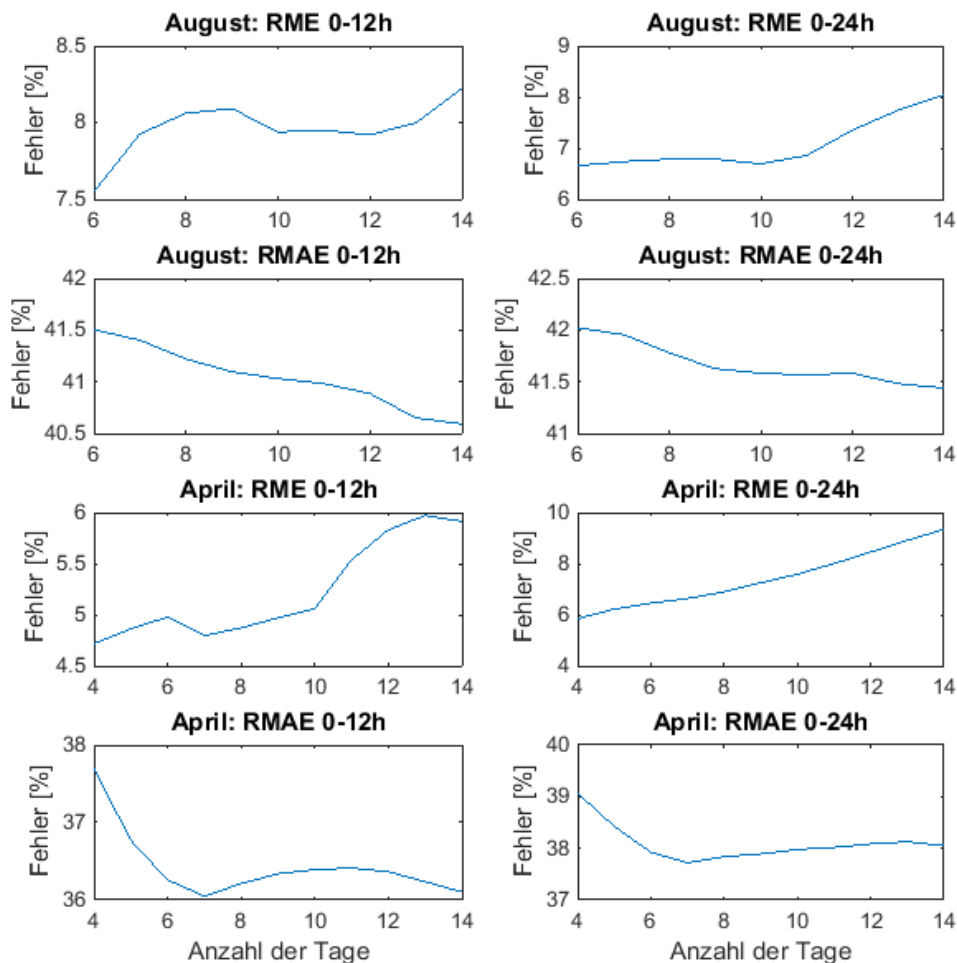 August: RME 0-12h
8.5
8
7.5
Fehler [%]
6 8 10 12 14
August: RME 0-24h
9
8
7
6
Fehler [%]
6 8 10 12 14
August: RMAE 0-12h
42
41.5
41
40.5
Fehler [%]
6 8 10 12 14
August: RMAE 0-24h
42.5
42
41.5
41
Fehler [%]
6 8 10 12 14
April: RME 0-12h
6
5.5
5
4.5
Fehler [%]
4 6 8 10 12 14
April: RME 0-24h
10
8
6
4
Fehler [%]
4 6 8 10 12 14
April: RMAE 0-12h
38
37
36
Fehler [%]
4 6 8 10 12 14
Anzahl der Tage
April: RMAE 0-24h
40
39
38
37
Fehler [%]
4 6 8 10 12 14
Anzahl der Tage